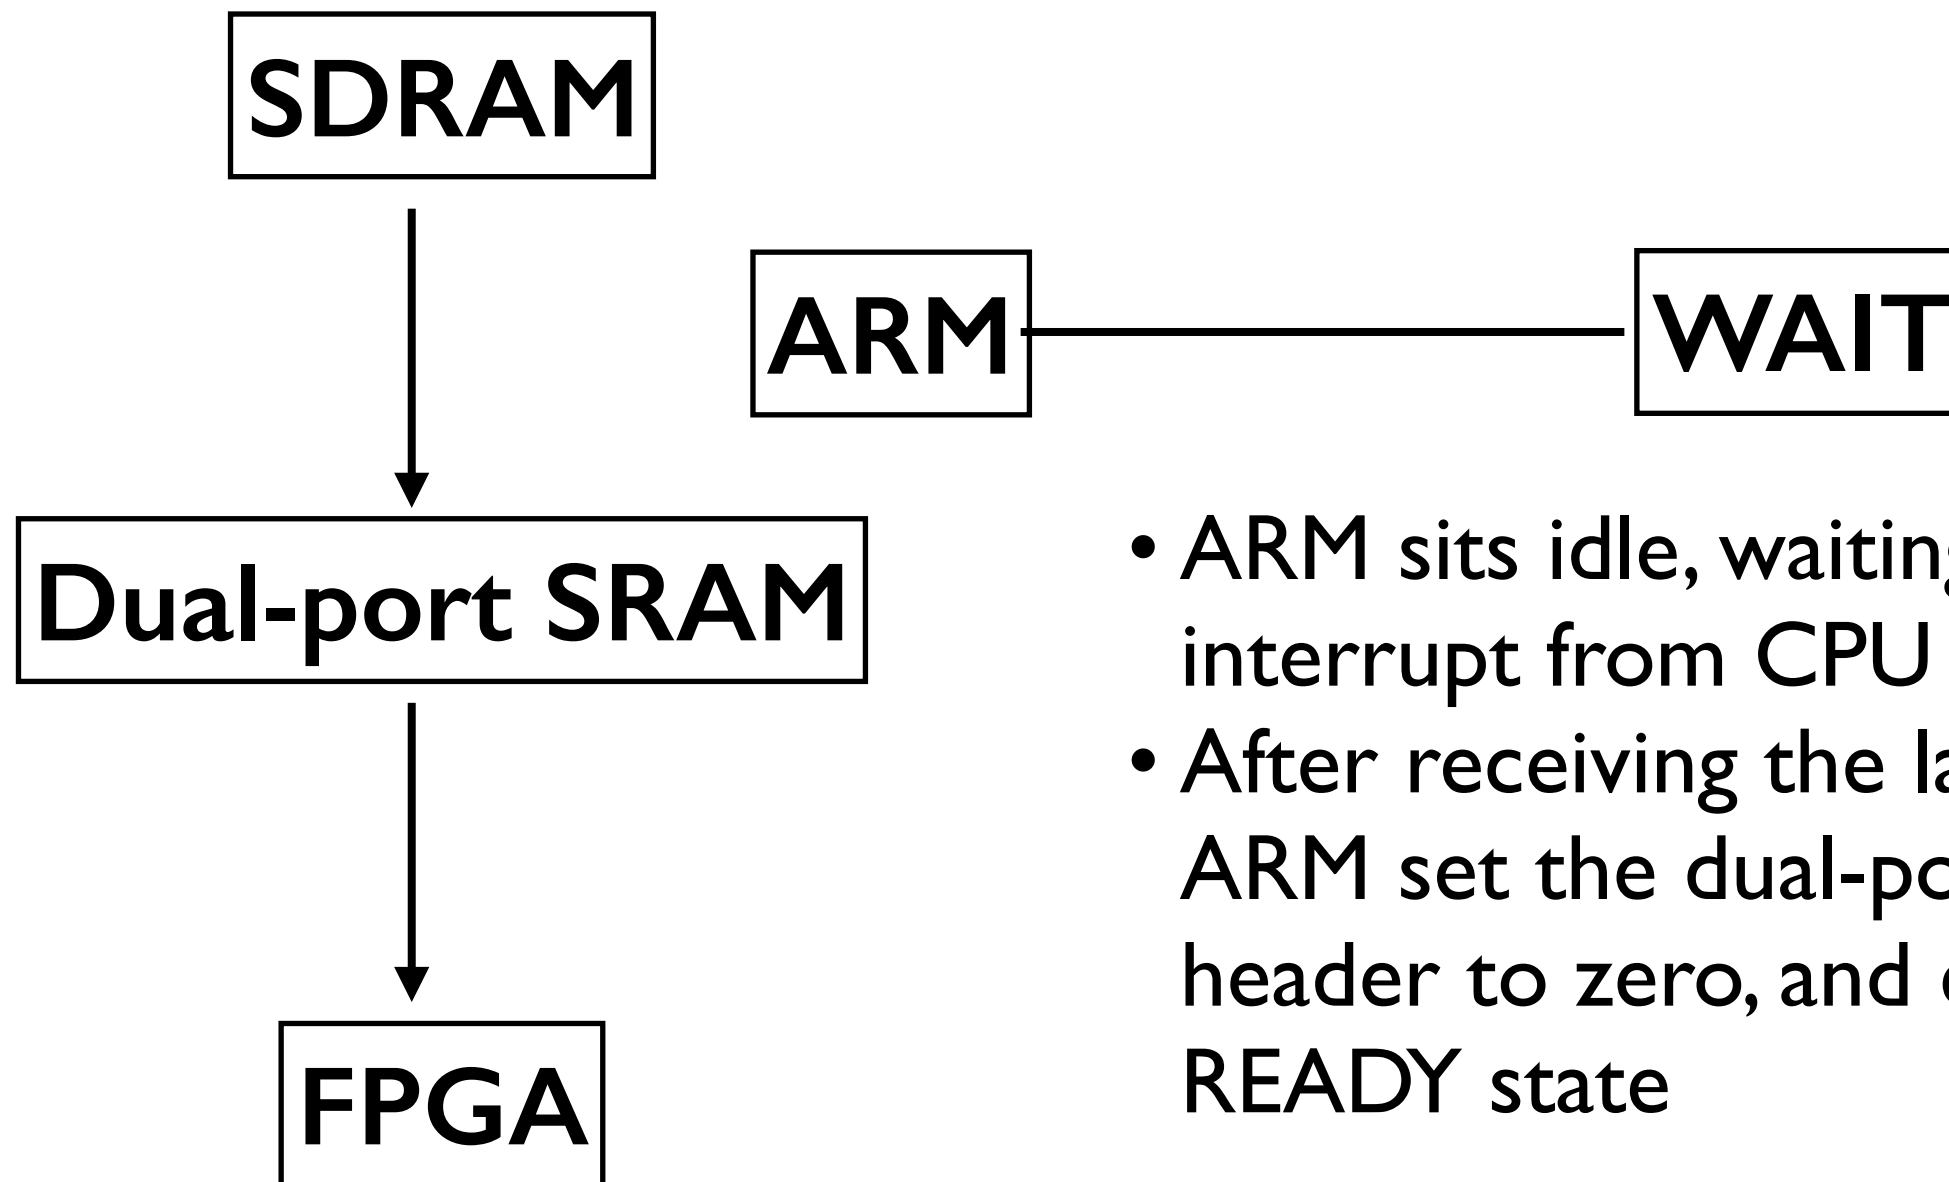 SDRAM
ARM
WAIT
Dual-port SRAM
• ARM sits idle, waiting
interrupt from CPU
• After receiving the
ARM set the
header to zero, and
READY state
FPGA